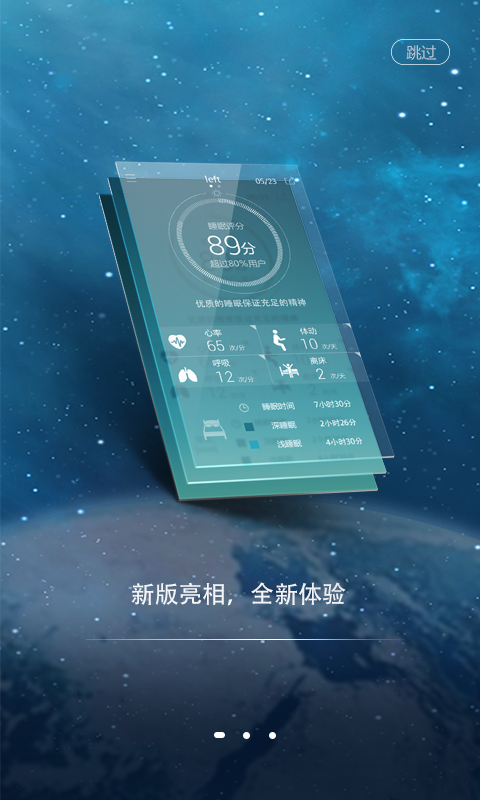 跳过
left
05/23
睡眠评分
89分
超过80%用户
优质的睡眠保证充足的精神
心率
65 次/分
体动
10 次/天
呼吸
12 次/分
离床
2 次/天
睡眠时间 7小时30分
深睡眠 2小时26分
浅睡眠 4小时30分
新版亮相，全新体验